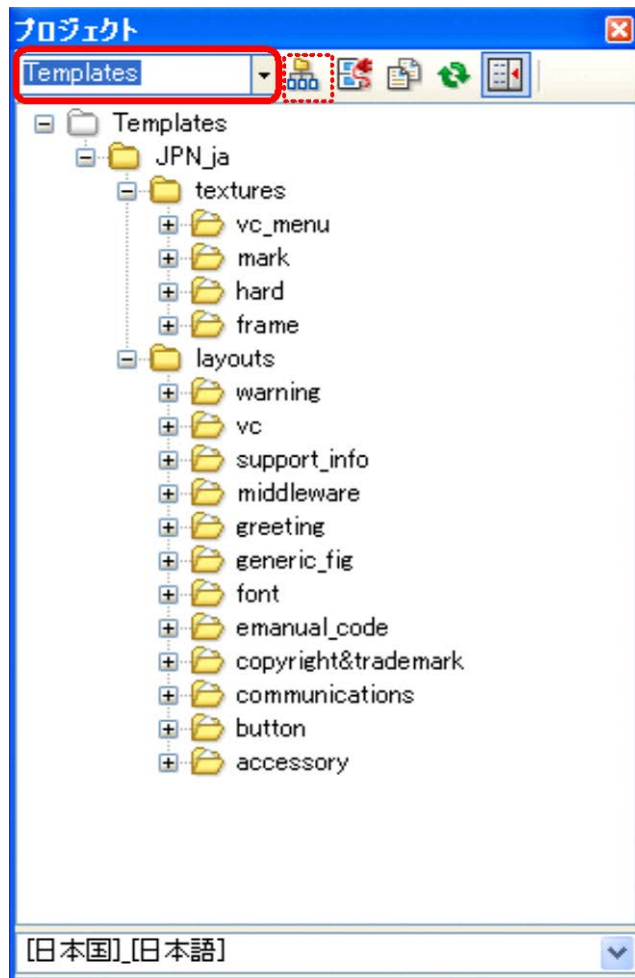 プロジェクト
Templates
Templates
JPN_ja
textures
vc_menu
mark
hard
frame
layouts
warning
vc
support_info
middleware
greeting
generic_fig
font
emanual_code
copyright&trademark
communications
button
accessory
[日本国]_[日本語]